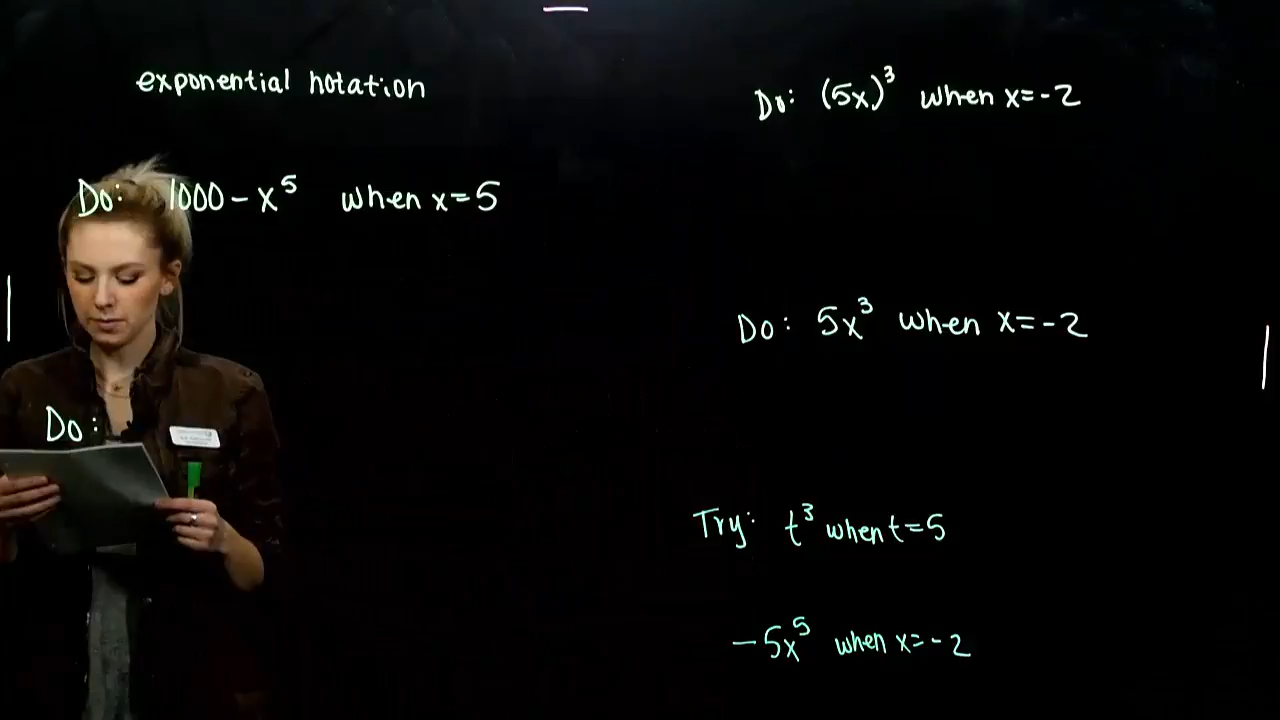 exponential notation
Do: 1000 - x⁵ when x=5
Do:
Do: (5x)³ when x=-2
Do: 5x³ when x=-2
Try: t³ when t=5
-5x⁵ when x=-2